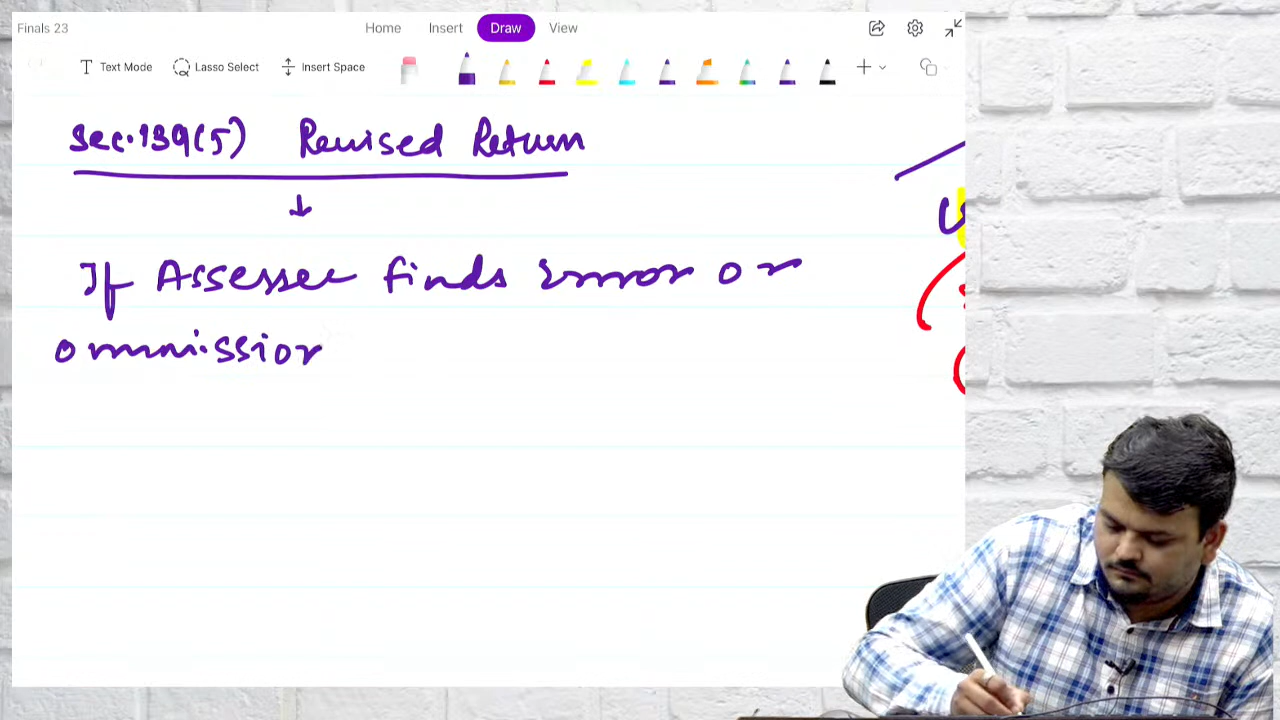 Finals 23
Home Insert Draw View
Text Mode Lasso Select Insert Space
Sec.139(5) Revised Return
If Assessee finds Error or
ommission